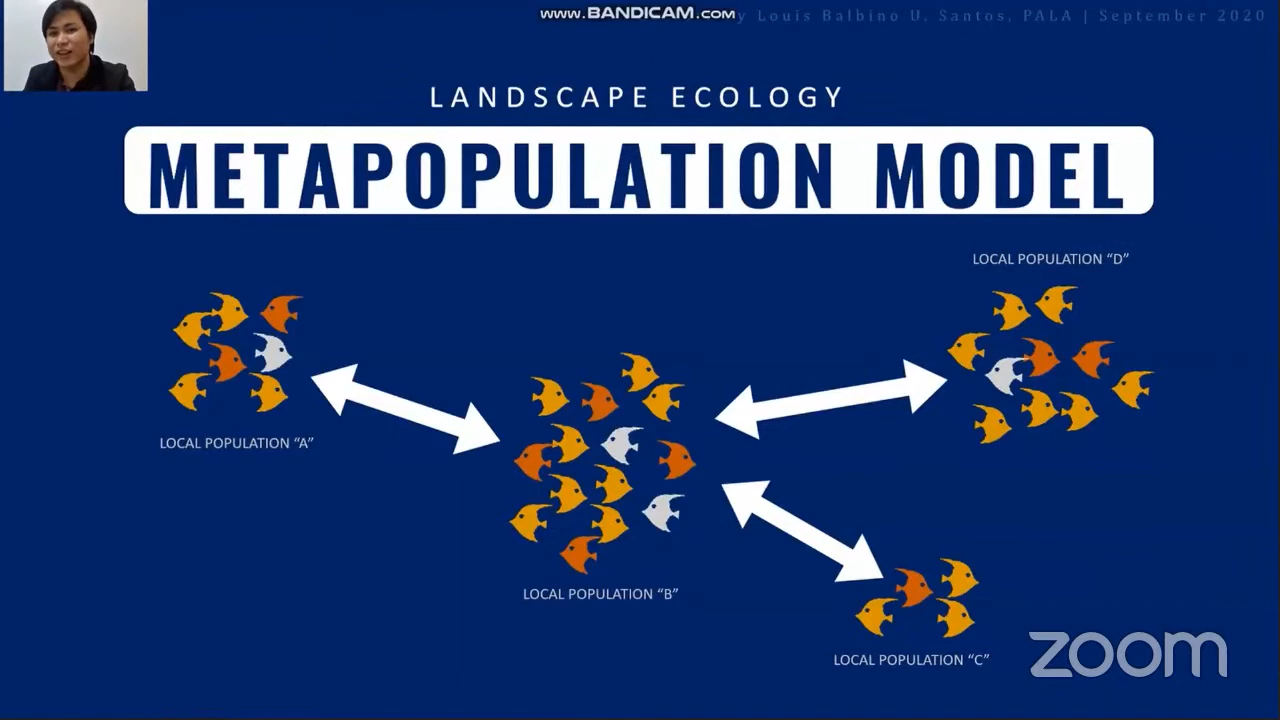 www.BANDICAM.com
y Louis Balbino U. Santos, PALA | September 2020
LANDSCAPE ECOLOGY
METAPOPULATION MODEL
LOCAL POPULATION “D”
LOCAL POPULATION “A”
LOCAL POPULATION “B”
LOCAL POPULATION “C”
zoom